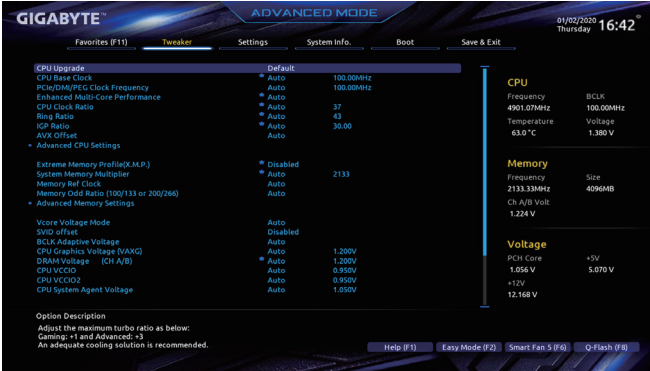 GIGABYTE™
ADVANCED MODE
01/02/2020
Thursday
16:42
Favorites (F11) Tweaker Settings System Info. Boot Save & Exit
CPU Upgrade Default
CPU Base Clock * Auto 100.00MHz
PCIe/DMI/PEG Clock Frequency Auto 100.00MHz
Enhanced Multi-Core Performance * Auto
CPU Clock Ratio * Auto 37
Ring Ratio * Auto 43
IGP Ratio * Auto 30.00
AVX Offset Auto
Advanced CPU Settings
Extreme Memory Profile(X.M.P.) * Disabled
System Memory Multiplier * Auto 2133
Memory Ref Clock Auto
Memory Odd Ratio (100/133 or 200/266) Auto
Advanced Memory Settings
Vcore Voltage Mode Auto
SVID offset Disabled
BCLK Adaptive Voltage Auto
CPU Graphics Voltage (VAXG) Auto 1.200V
DRAM Voltage (CH A/B) * Auto 1.200V
CPU VCCIO Auto 0.950V
CPU VCCIO2 Auto 0.950V
CPU System Agent Voltage Auto 1.050V
CPU
Frequency BCLK
4901.07MHz 100.00MHz
Temperature Voltage
63.0 °C 1.380 V
Memory
Frequency Size
2133.33MHz 4096MB
Ch A/B Volt
1.224 V
Voltage
PCH Core +5V
1.056 V 5.070 V
+12V
12.168 V
Option Description
Adjust the maximum turbo ratio as below:
Gaming: +1 and Advanced: +3
An adequate cooling solution is recommended.
Help (F1) Easy Mode (F2) Smart Fan 5 (F6) Q-Flash (F8)